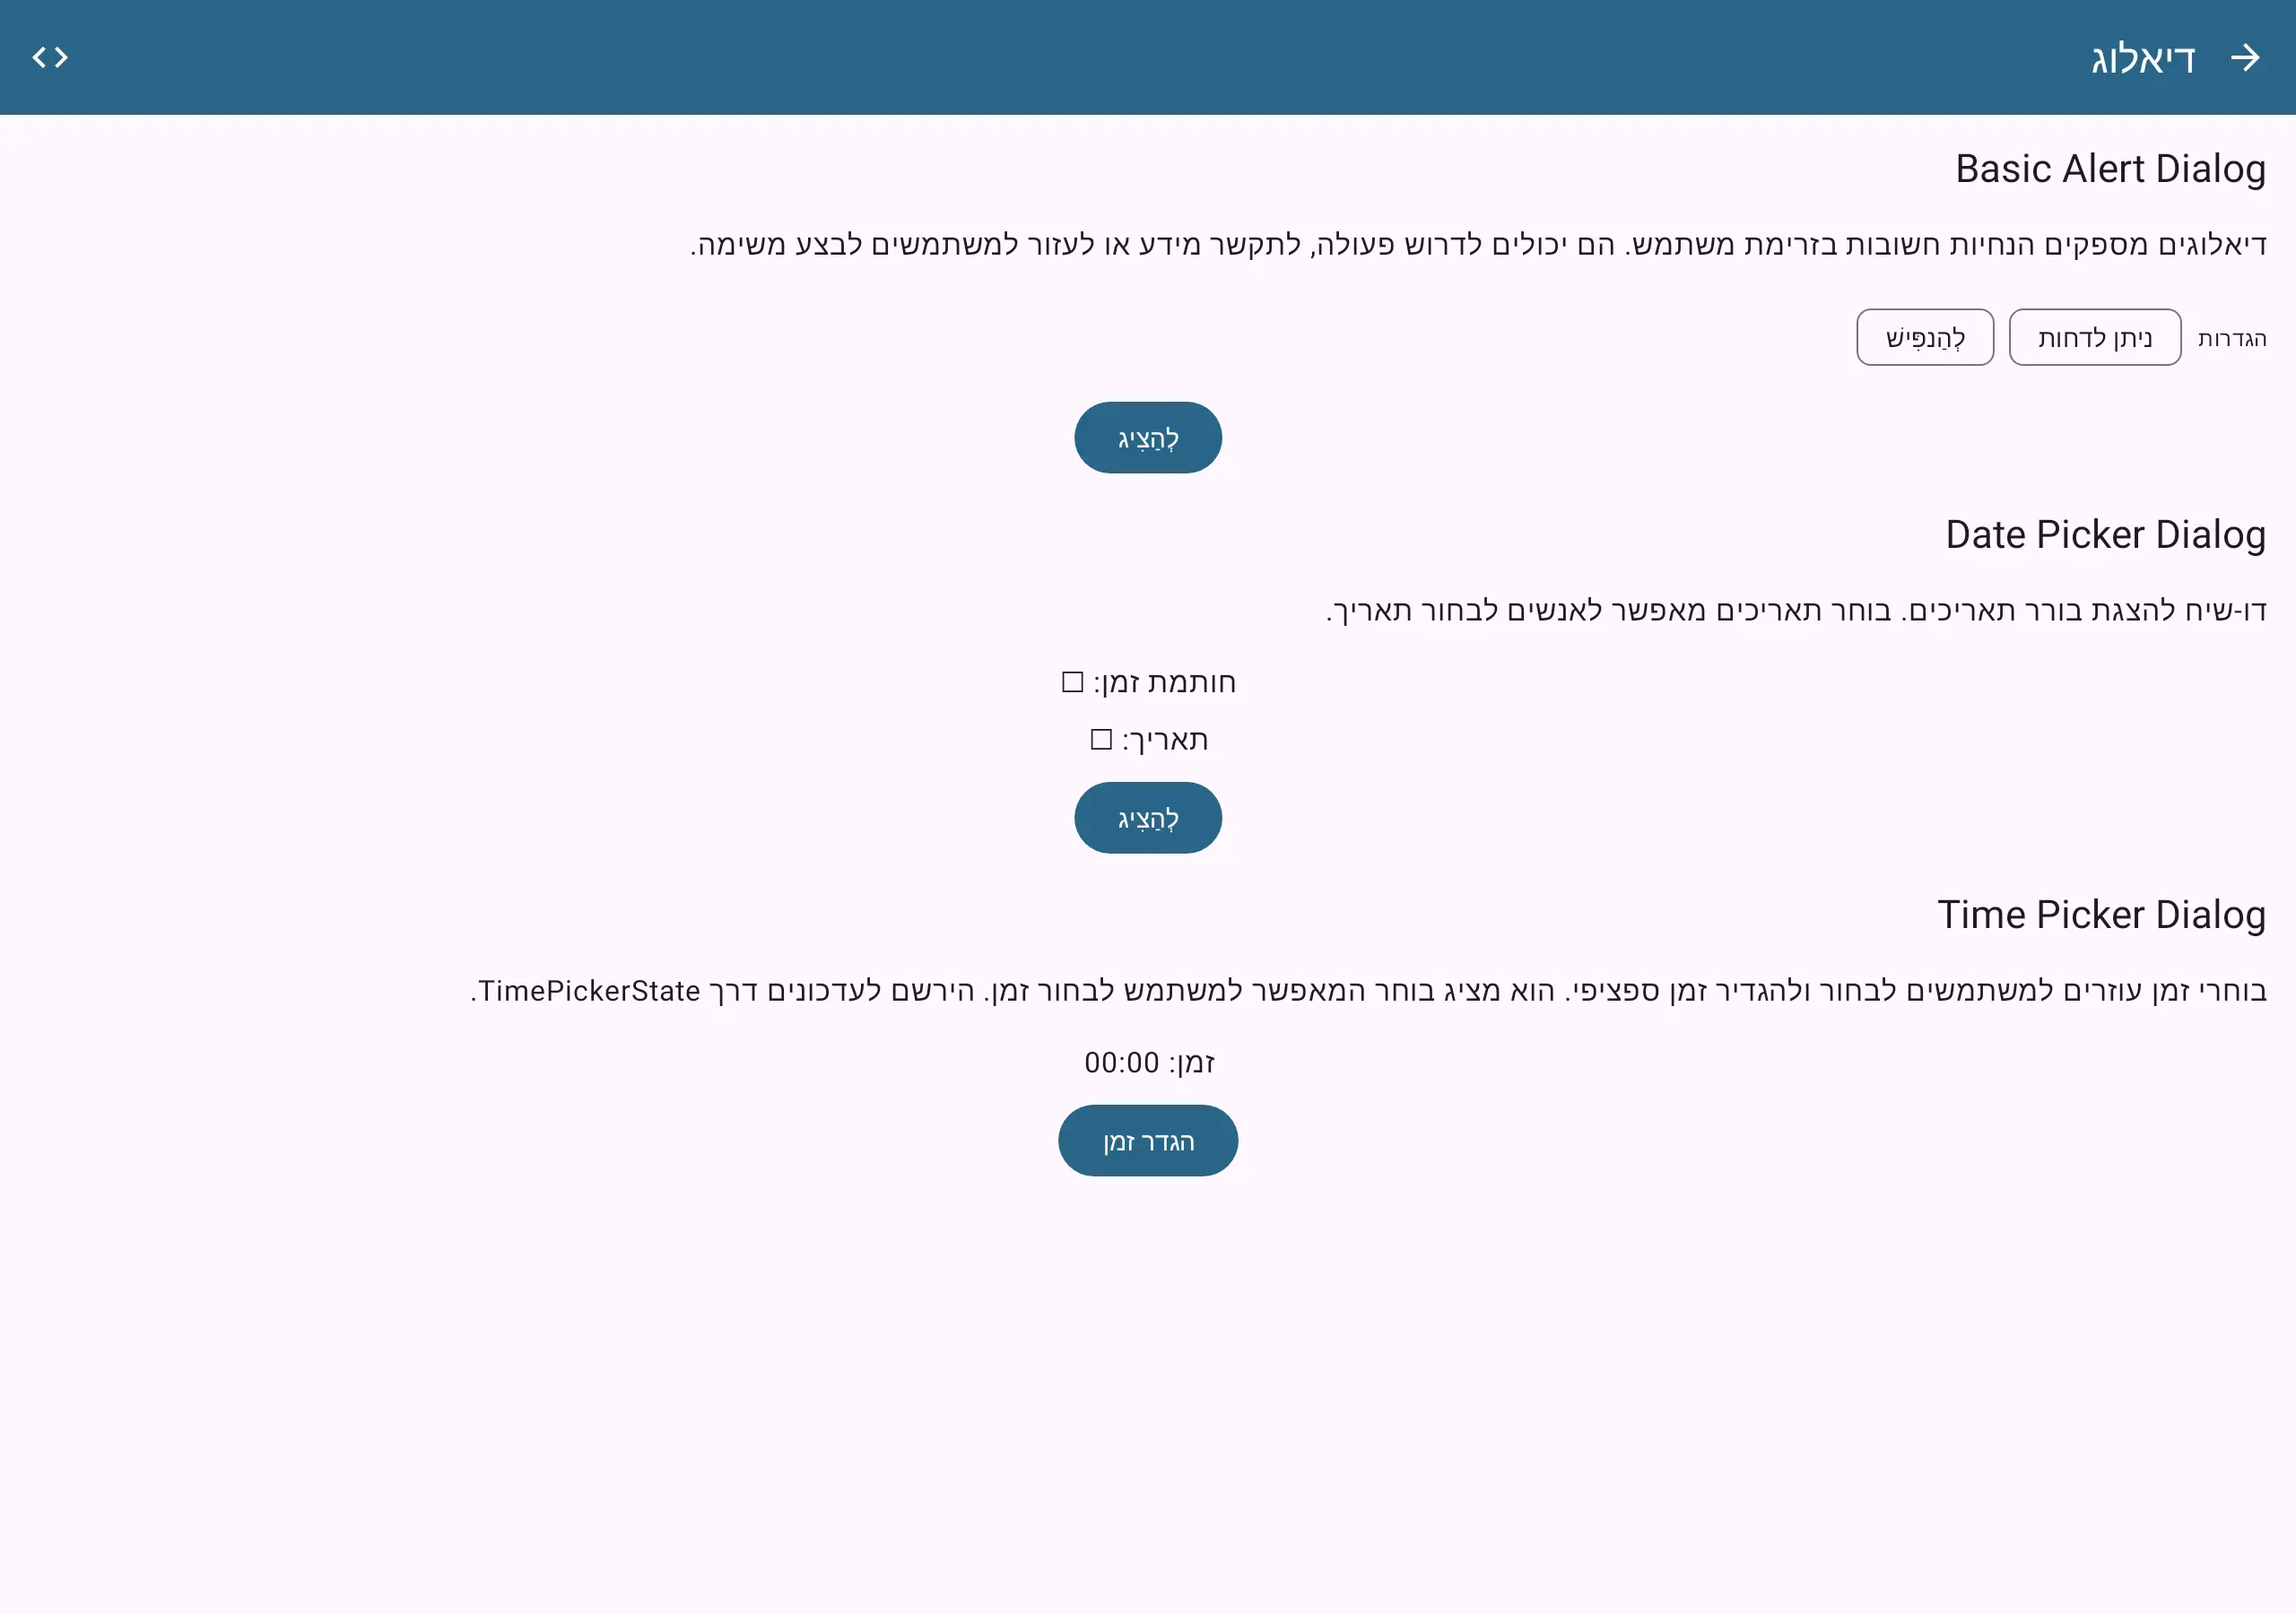 דיאלוג
Basic Alert Dialog
דיאלוגים מספקים הנחיות חשובות בזרימת משתמש. הם יכולים לדרוש פעולה, לתקשר מידע או לעזור למשתמשים לבצע משימה.
הגדרות ניתן לדחות לְהַנפִּישׁ
לְהַצִיג
Date Picker Dialog
דו-שיח להצגת בורר תאריכים. בוחר תאריכים מאפשר לאנשים לבחור תאריך.
חותמת זמן: ☐
תאריך: ☐
לְהַצִיג
Time Picker Dialog
בוחרי זמן עוזרים למשתמשים לבחור ולהגדיר זמן ספציפי. הוא מציג בוחר המאפשר למשתמש לבחור זמן. הירשם לעדכונים דרך TimePickerState.
זמן: 00:00
הגדר זמן